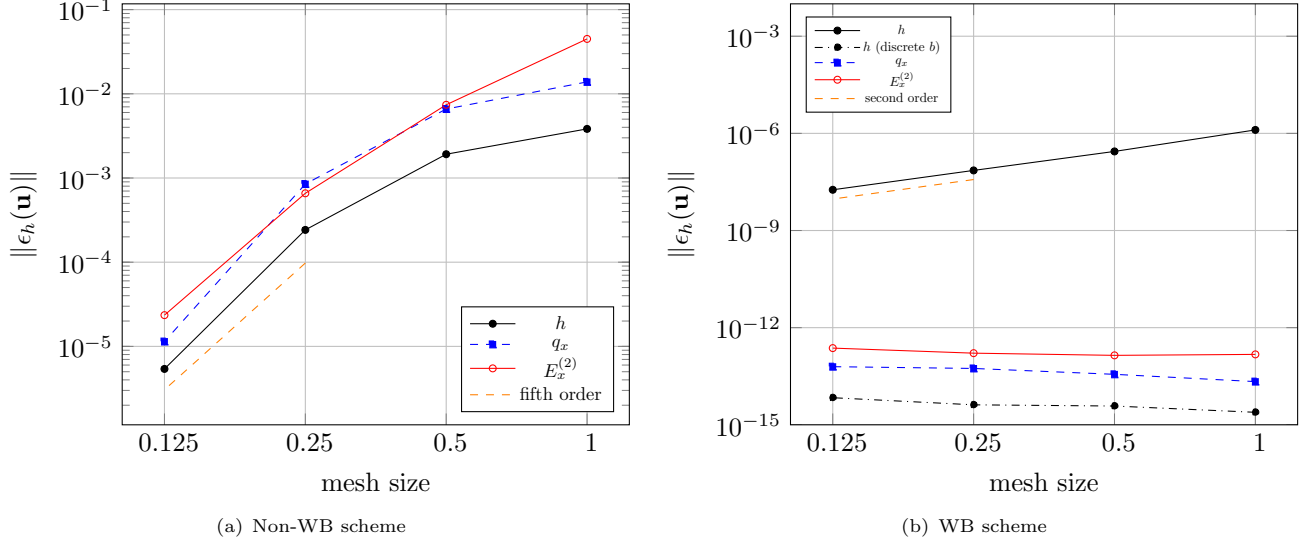 10^{-1}
10^{-2}
10^{-3}
10^{-4}
10^{-5}
‖ϵ_h(𝐮)‖
h
q_x
E_x^{(2)}
fifth order
0.125 0.25 0.5 1
mesh size
(a) Non-WB scheme
10^{-3}
10^{-6}
10^{-9}
10^{-12}
10^{-15}
‖ϵ_h(𝐮)‖
h
h (discrete b)
q_x
E_x^{(2)}
second order
0.125 0.25 0.5 1
mesh size
(b) WB scheme